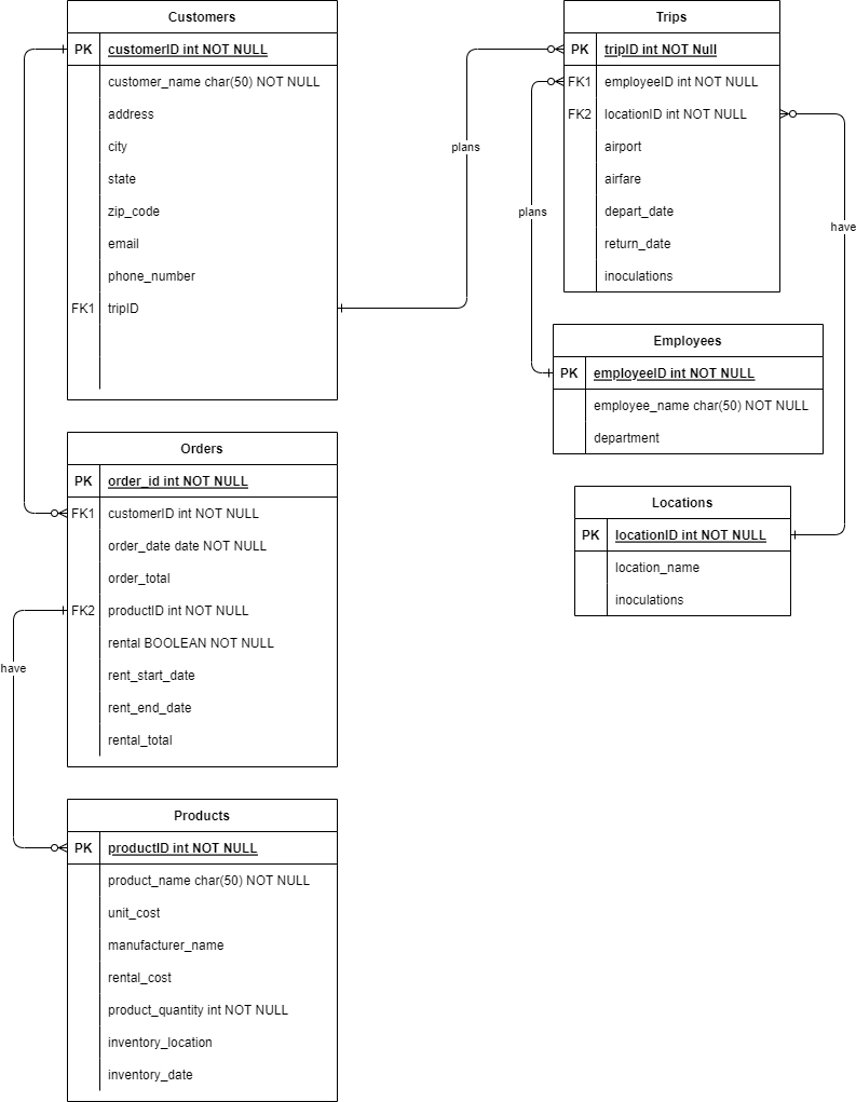 Customers
PK customerID int NOT NULL
customer_name char(50) NOT NULL
address
city
state
zip_code
email
phone_number
FK1 tripID
plans
Trips
PK tripID int NOT Null
FK1 employeeID int NOT NULL
FK2 locationID int NOT NULL
airport
airfare
depart_date
return_date
inoculations
plans
have
Employees
PK employeeID int NOT NULL
employee_name char(50) NOT NULL
department
Locations
PK locationID int NOT NULL
location_name
inoculations
Orders
PK order_id int NOT NULL
FK1 customerID int NOT NULL
order_date date NOT NULL
order_total
FK2 productID int NOT NULL
rental BOOLEAN NOT NULL
rent_start_date
rent_end_date
rental_total
have
Products
PK productID int NOT NULL
product_name char(50) NOT NULL
unit_cost
manufacturer_name
rental_cost
product_quantity int NOT NULL
inventory_location
inventory_date